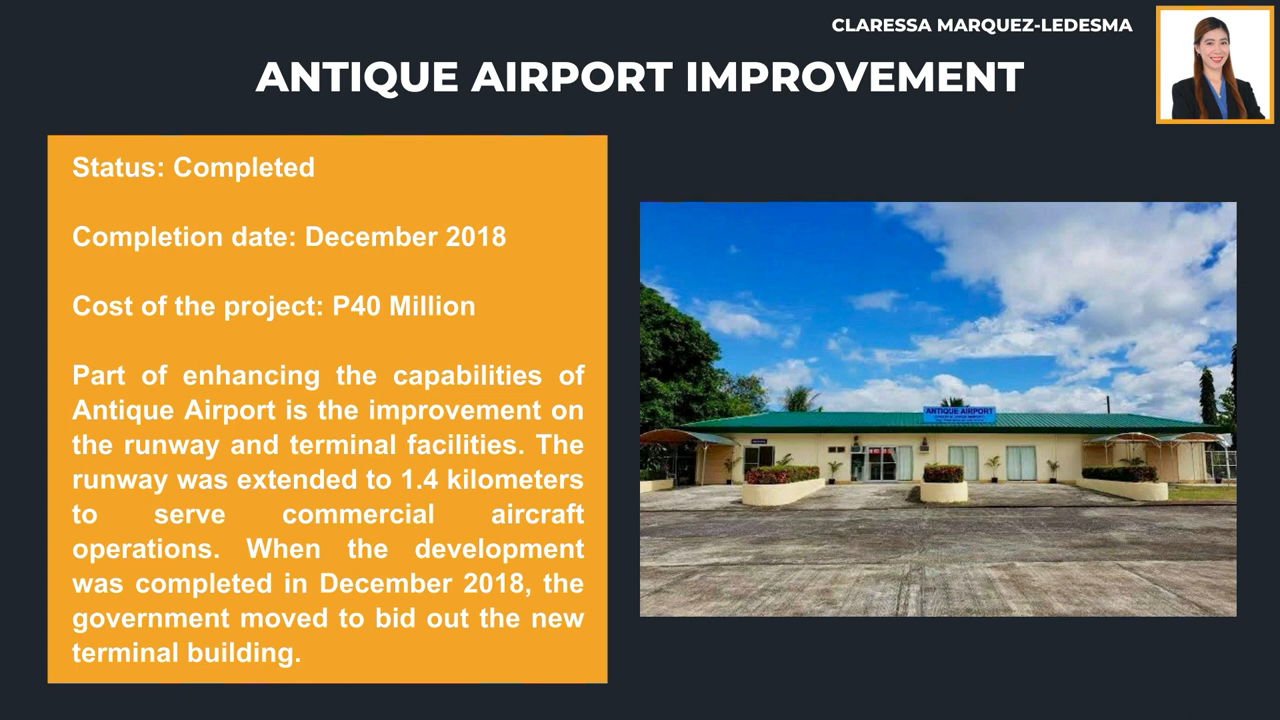 CLARESSA MARQUEZ-LEDESMA
ANTIQUE AIRPORT IMPROVEMENT
Status: Completed
Completion date: December 2018
Cost of the project: P40 Million
Part of enhancing the capabilities of
Antique Airport is the improvement on
the runway and terminal facilities. The
runway was extended to 1.4 kilometers
to serve commercial aircraft
operations. When the development
was completed in December 2018, the
government moved to bid out the new
terminal building.
ANTIQUE AIRPORT